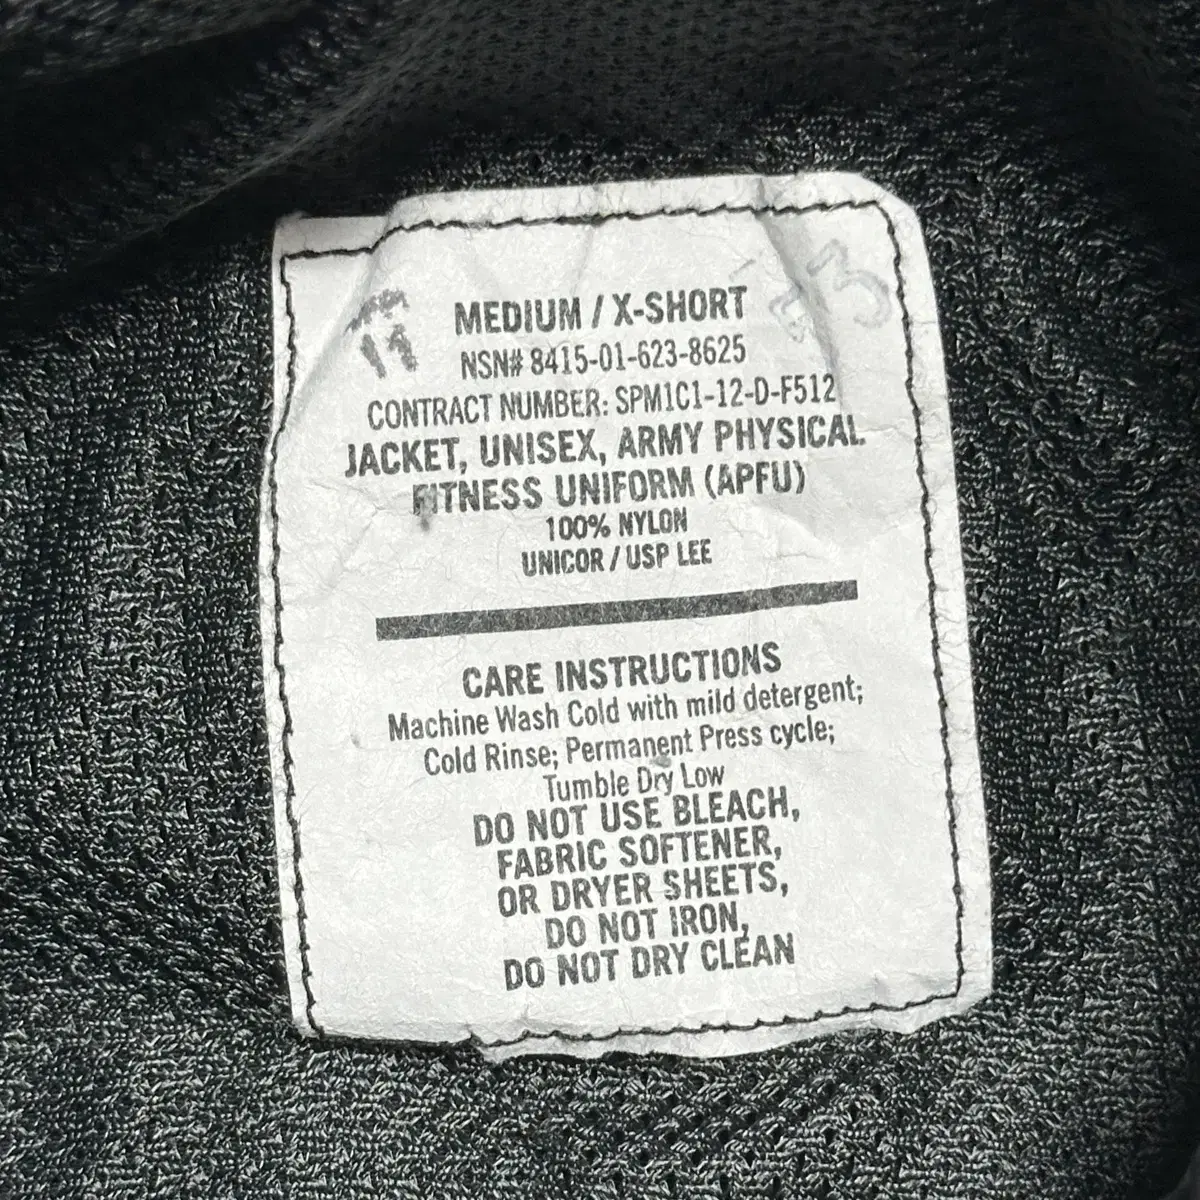 MEDIUM / X-SHORT
NSN# 8415-01-623-8625
CONTRACT NUMBER: SPM1C1-12-D-F512
JACKET, UNISEX, ARMY PHYSICAL
FITNESS UNIFORM (APFU)
100% NYLON
UNICOR / USP LEE
CARE INSTRUCTIONS
Machine Wash Cold with mild detergent;
Cold Rinse; Permanent Press cycle;
Tumble Dry Low
DO NOT USE BLEACH,
FABRIC SOFTENER,
OR DRYER SHEETS,
DO NOT IRON,
DO NOT DRY CLEAN